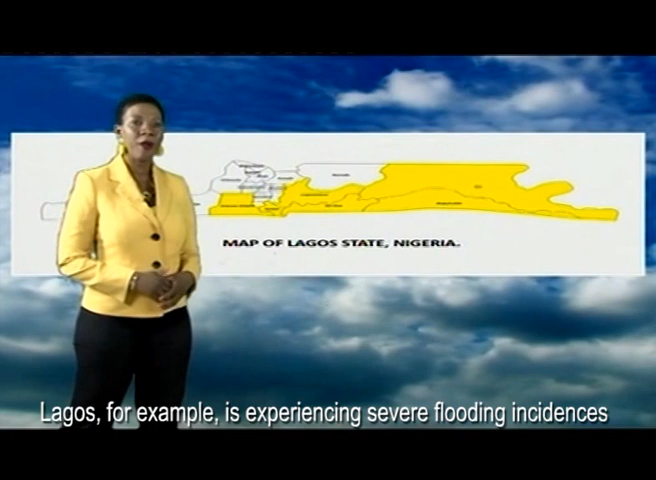 MAP OF LAGOS STATE, NIGERIA.
Lagos, for example, is experiencing severe flooding incidences